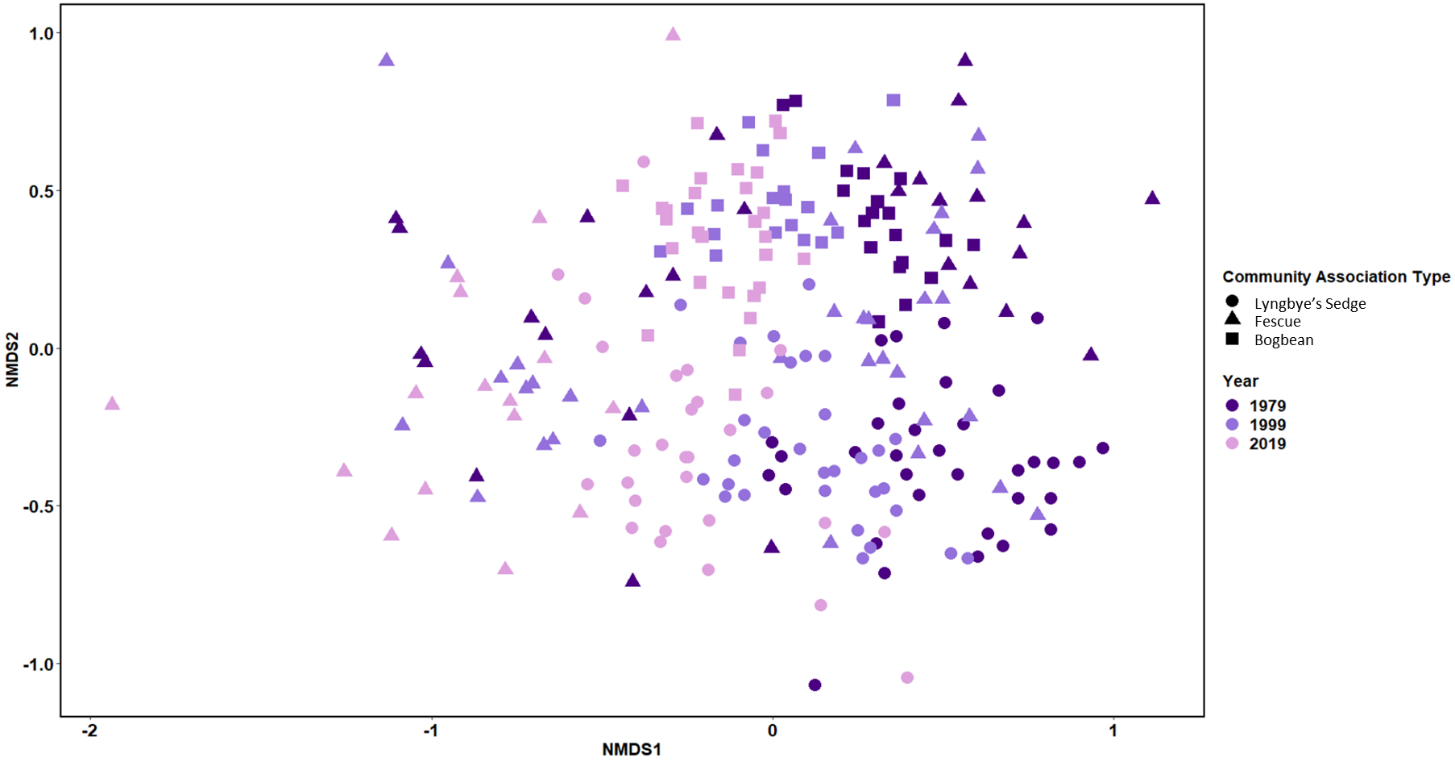 1.0
0.5
0.0
-0.5
-1.0
NMDS2
-2
-1
0
1
NMDS1
Community Association Type
Lyngbye's Sedge
Fescue
Bogbean
Year
1979
1999
2019